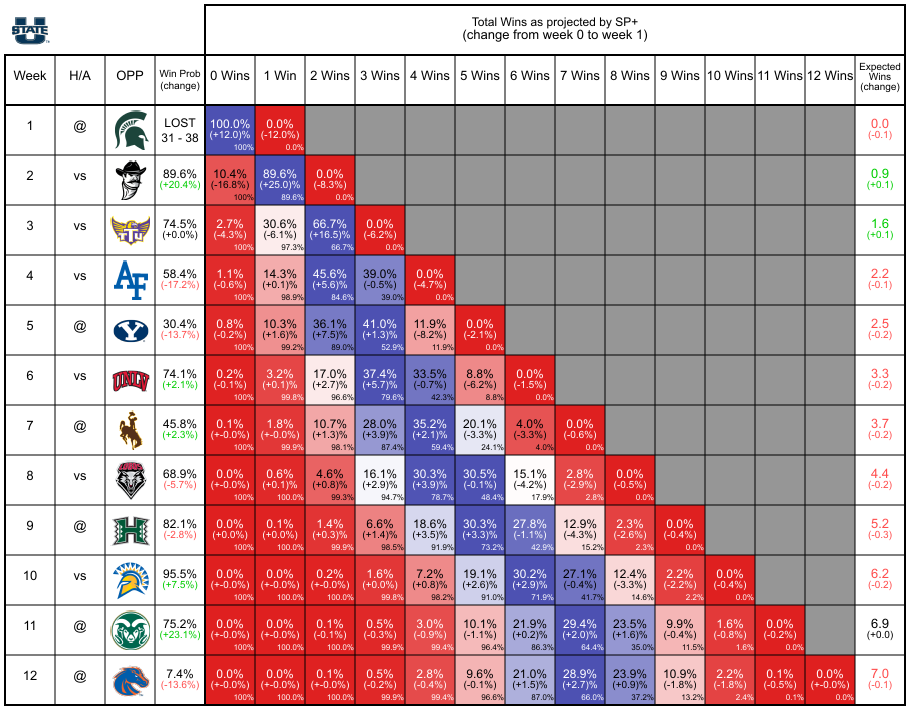 U
STATE
Total Wins as projected by SP+
(change from week 0 to week 1)
Week H/A OPP Win Prob (change) 0 Wins 1 Win 2 Wins 3 Wins 4 Wins 5 Wins 6 Wins 7 Wins 8 Wins 9 Wins 10 Wins 11 Wins 12 Wins Expected Wins (change)
1 @ LOST 100.0% 0.0% 0.0
31 - 38 (+12.0)% (-12.0%) (-0.1)
100% 0.0%
2 vs 89.6% 10.4% 89.6% 0.0% 0.9
(+20.4%) (-16.8%) (+25.0)% (-8.3%) (+0.1)
100% 89.6% 0.0%
3 vs TTU 74.5% 2.7% 30.6% 66.7% 0.0% 1.6
(+0.0%) (-4.3%) (-6.1%) (+16.5)% (-6.2%) (+0.1)
100% 97.3% 66.7% 0.0%
4 vs AF 58.4% 1.1% 14.3% 45.6% 39.0% 0.0% 2.2
(-17.2%) (-0.6%) (+0.1)% (+5.6)% (-0.5%) (-4.7%) (-0.1)
100% 98.9% 84.6% 39.0% 0.0%
5 @ Y 30.4% 0.8% 10.3% 36.1% 41.0% 11.9% 0.0% 2.5
(-13.7%) (-0.2%) (+1.6)% (+7.5)% (+1.3)% (-8.2%) (-2.1%) (-0.2)
100% 99.2% 89.0% 52.9% 11.9% 0.0%
6 vs UNLV 74.1% 0.2% 3.2% 17.0% 37.4% 33.5% 8.8% 0.0% 3.3
(+2.1%) (-0.1%) (+0.1)% (+2.7)% (+5.7)% (-0.7%) (-6.2%) (-1.5%) (-0.2)
100% 99.8% 96.6% 79.6% 42.3% 8.8% 0.0%
7 @ 45.8% 0.1% 1.8% 10.7% 28.0% 35.2% 20.1% 4.0% 0.0% 3.7
(+2.3%) (+-0.0%) (+-0.0%) (+1.3)% (+3.9)% (+2.1)% (-3.3%) (-3.3%) (-0.6%) (-0.2)
100% 99.9% 98.1% 87.4% 59.4% 24.1% 4.0% 0.0%
8 vs 68.9% 0.0% 0.6% 4.6% 16.1% 30.3% 30.5% 15.1% 2.8% 0.0% 4.4
(-5.7%) (+-0.0%) (+0.1)% (+0.8)% (+2.9)% (+3.9)% (-0.1%) (-4.2%) (-2.9%) (-0.5%) (-0.2)
100% 100.0% 99.3% 94.7% 78.7% 48.4% 17.9% 2.8% 0.0%
9 @ H 82.1% 0.0% 0.1% 1.4% 6.6% 18.6% 30.3% 27.8% 12.9% 2.3% 0.0% 5.2
(-2.8%) (+0.0%) (+0.0%) (+0.3)% (+1.4)% (+3.5)% (+3.3)% (-1.1%) (-4.3%) (-2.6%) (-0.4%) (-0.3)
100% 100.0% 99.9% 98.5% 91.9% 73.2% 42.9% 15.2% 2.3% 0.0%
10 vs 95.5% 0.0% 0.0% 0.2% 1.6% 7.2% 19.1% 30.2% 27.1% 12.4% 2.2% 0.0% 6.2
(+7.5%) (+-0.0%) (+-0.0%) (+-0.0%) (+0.0)% (+0.8)% (+2.6)% (+2.9)% (-0.4%) (-3.3%) (-2.2%) (-0.4%) (-0.2)
100% 100.0% 100.0% 99.8% 98.2% 91.0% 71.9% 41.7% 14.6% 2.2% 0.0%
11 @ 75.2% 0.0% 0.0% 0.1% 0.5% 3.0% 10.1% 21.9% 29.4% 23.5% 9.9% 1.6% 0.0% 6.9
(+23.1%) (+-0.0%) (+-0.0%) (-0.1%) (-0.3%) (-0.9%) (-1.1%) (+0.2)% (+2.0)% (+1.6)% (-0.4%) (-0.8%) (-0.2%) (+0.0)
100% 100.0% 100.0% 99.9% 99.4% 96.4% 86.3% 64.4% 35.0% 11.5% 1.6% 0.0%
12 @ 7.4% 0.0% 0.0% 0.1% 0.5% 2.8% 9.6% 21.0% 28.9% 23.9% 10.9% 2.2% 0.1% 0.0% 7.0
(-13.6%) (+-0.0%) (+-0.0%) (+-0.0%) (-0.2%) (-0.4%) (-0.1%) (+1.5)% (+2.7)% (+0.9)% (-1.8%) (-1.8%) (-0.5%) (+-0.0%) (-0.1)
100% 100.0% 100.0% 99.9% 99.4% 96.6% 87.0% 66.0% 37.2% 13.2% 2.4% 0.1% 0.0%